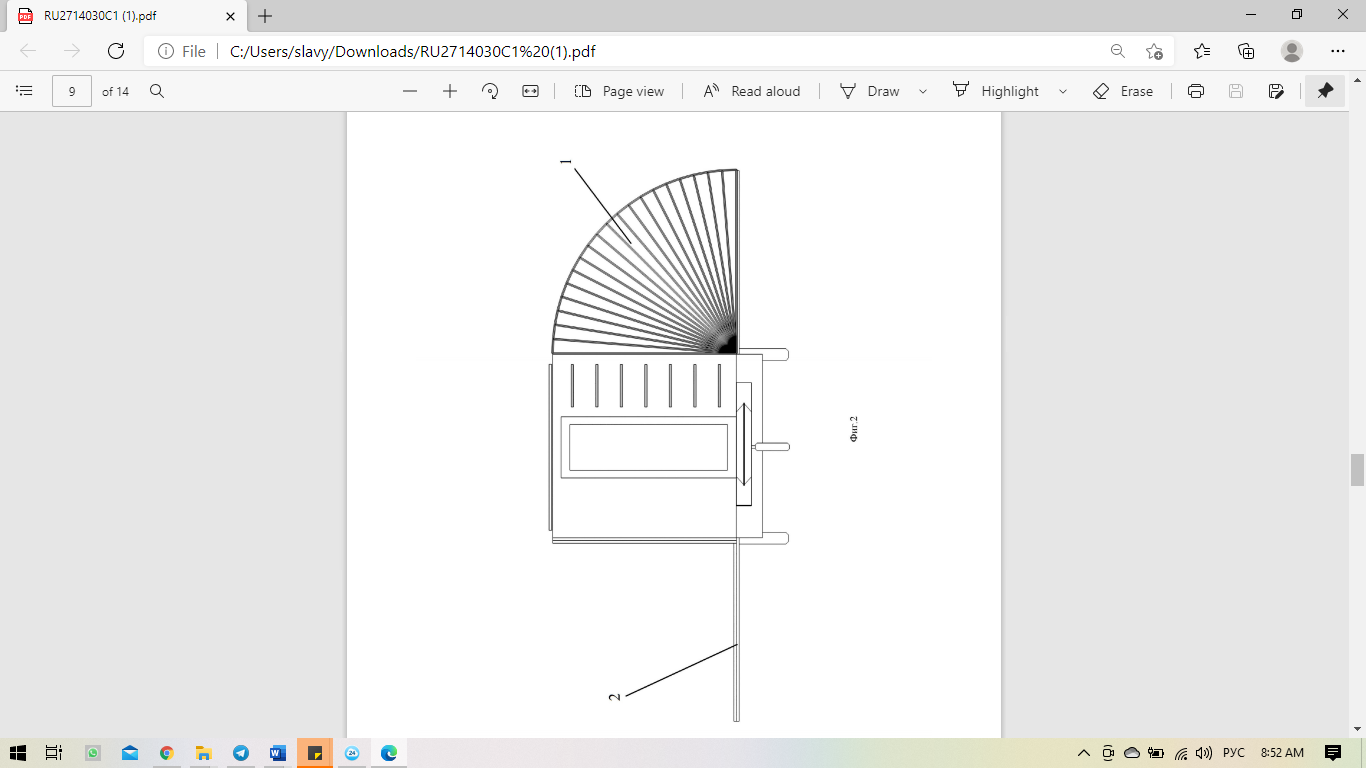 RU2714030C1 (1).pdf
File
C:/Users/slavy/Downloads/RU2714030C1%20(1).pdf
9 of 14
Page view
Read aloud
Draw
Highlight
Erase
1
Фиг.2
2
24
РУС
8:52 AM